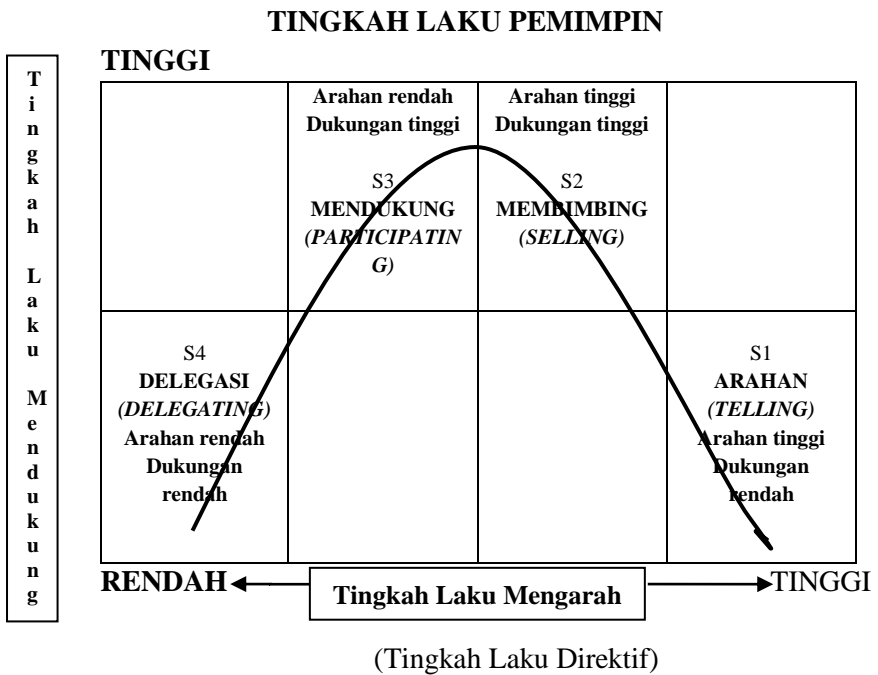 TINGKAH LAKU PEMIMPIN
TINGGI
Tingkah Laku Mendukung
Arahan rendah
Dukungan tinggi
S3
MENDUKUNG
(PARTICIPATIN
G)
Arahan tinggi
Dukungan tinggi
S2
MEMBIMBING
(SELLING)
S4
DELEGASI
(DELEGATING)
Arahan rendah
Dukungan
rendah
S1
ARAHAN
(TELLING)
Arahan tinggi
Dukungan
rendah
RENDAH
Tingkah Laku Mengarah
TINGGI
(Tingkah Laku Direktif)